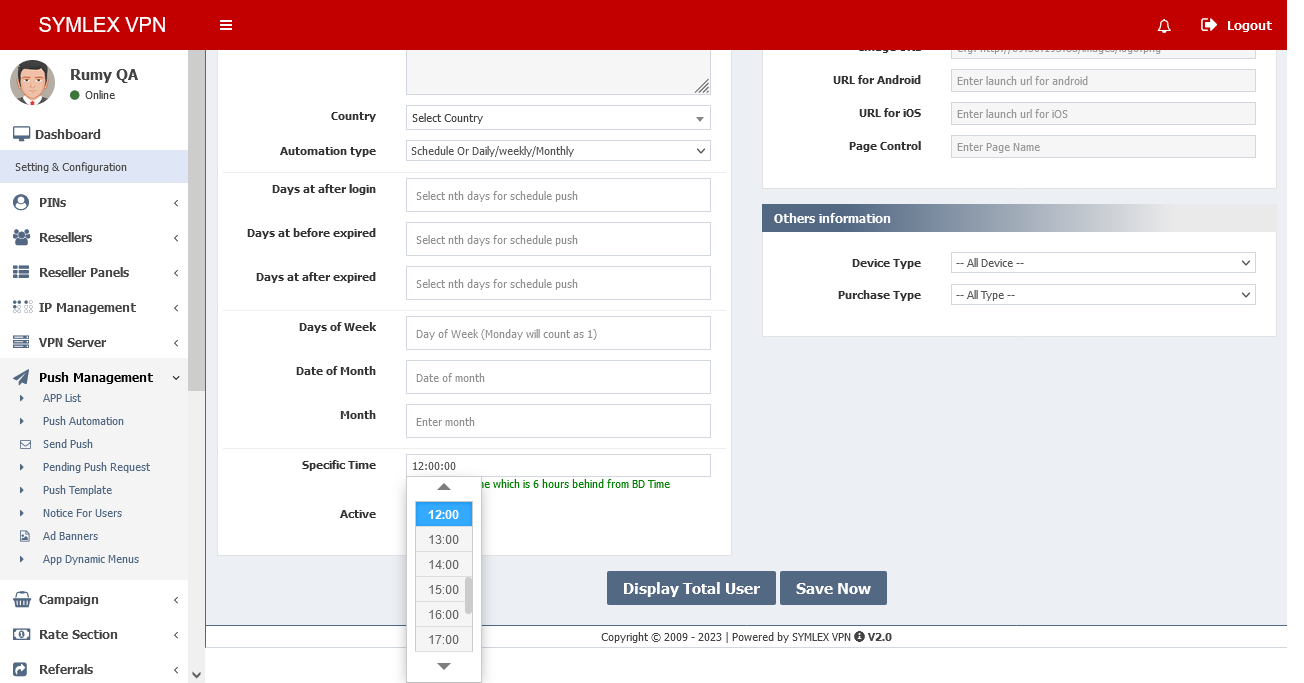 SYMLEX VPN
Logout
Rumy QA
Online
Dashboard
Setting & Configuration
PINs
Resellers
Reseller Panels
IP Management
VPN Server
Push Management
APP List
Push Automation
Send Push
Pending Push Request
Push Template
Notice For Users
Ad Banners
App Dynamic Menus
Campaign
Rate Section
Referrals
Country
Select Country
Automation type
Schedule Or Daily/weekly/Monthly
Days at after login
Select nth days for schedule push
Days at before expired
Select nth days for schedule push
Days at after expired
Select nth days for schedule push
Days of Week
Day of Week (Monday will count as 1)
Date of Month
Date of month
Month
Enter month
Specific Time
12:00:00
which is 6 hours behind from BD Time
Active
12:00
13:00
14:00
15:00
16:00
17:00
URL for Android
Enter launch url for android
URL for iOS
Enter launch url for iOS
Page Control
Enter Page Name
Others information
Device Type
-- All Device --
Purchase Type
-- All Type --
Display Total User
Save Now
Copyright © 2009 - 2023 | Powered by SYMLEX VPN V2.0